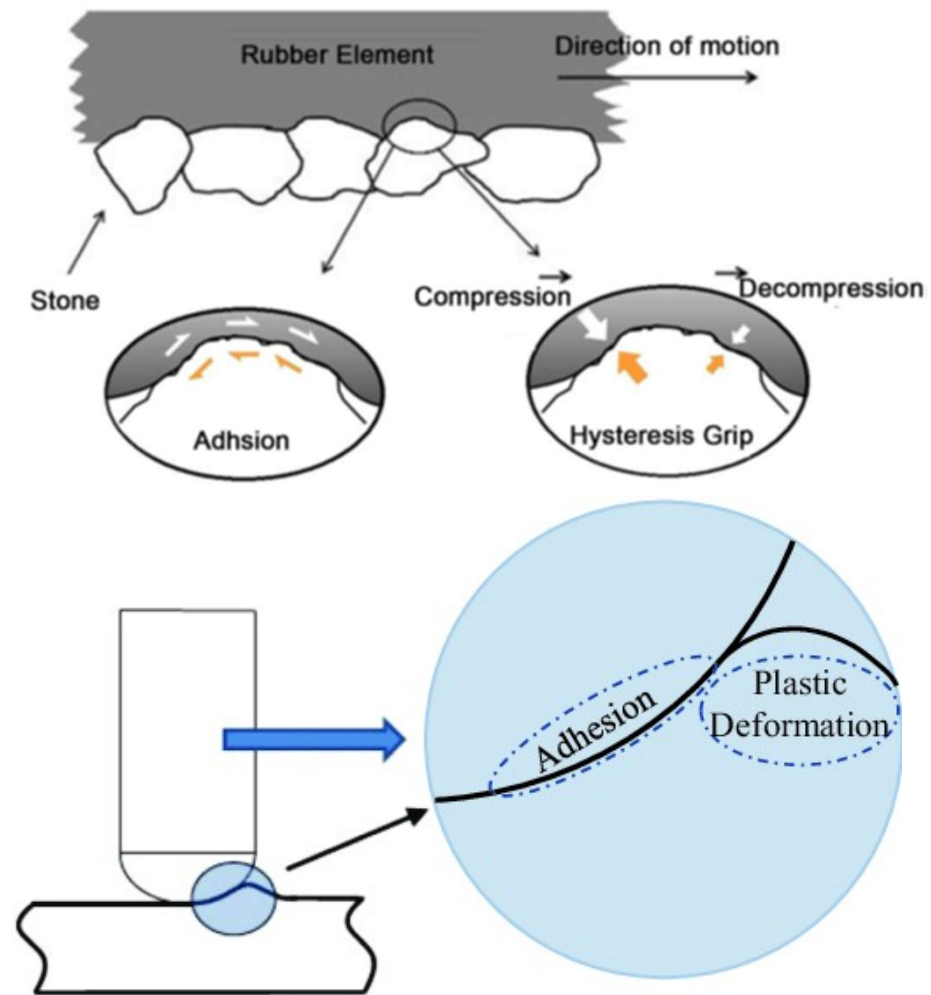 Rubber Element
Direction of motion
Stone
Compression
Decompression
Adhsion
Hysteresis Grip
Adhesion
Plastic
Deformation